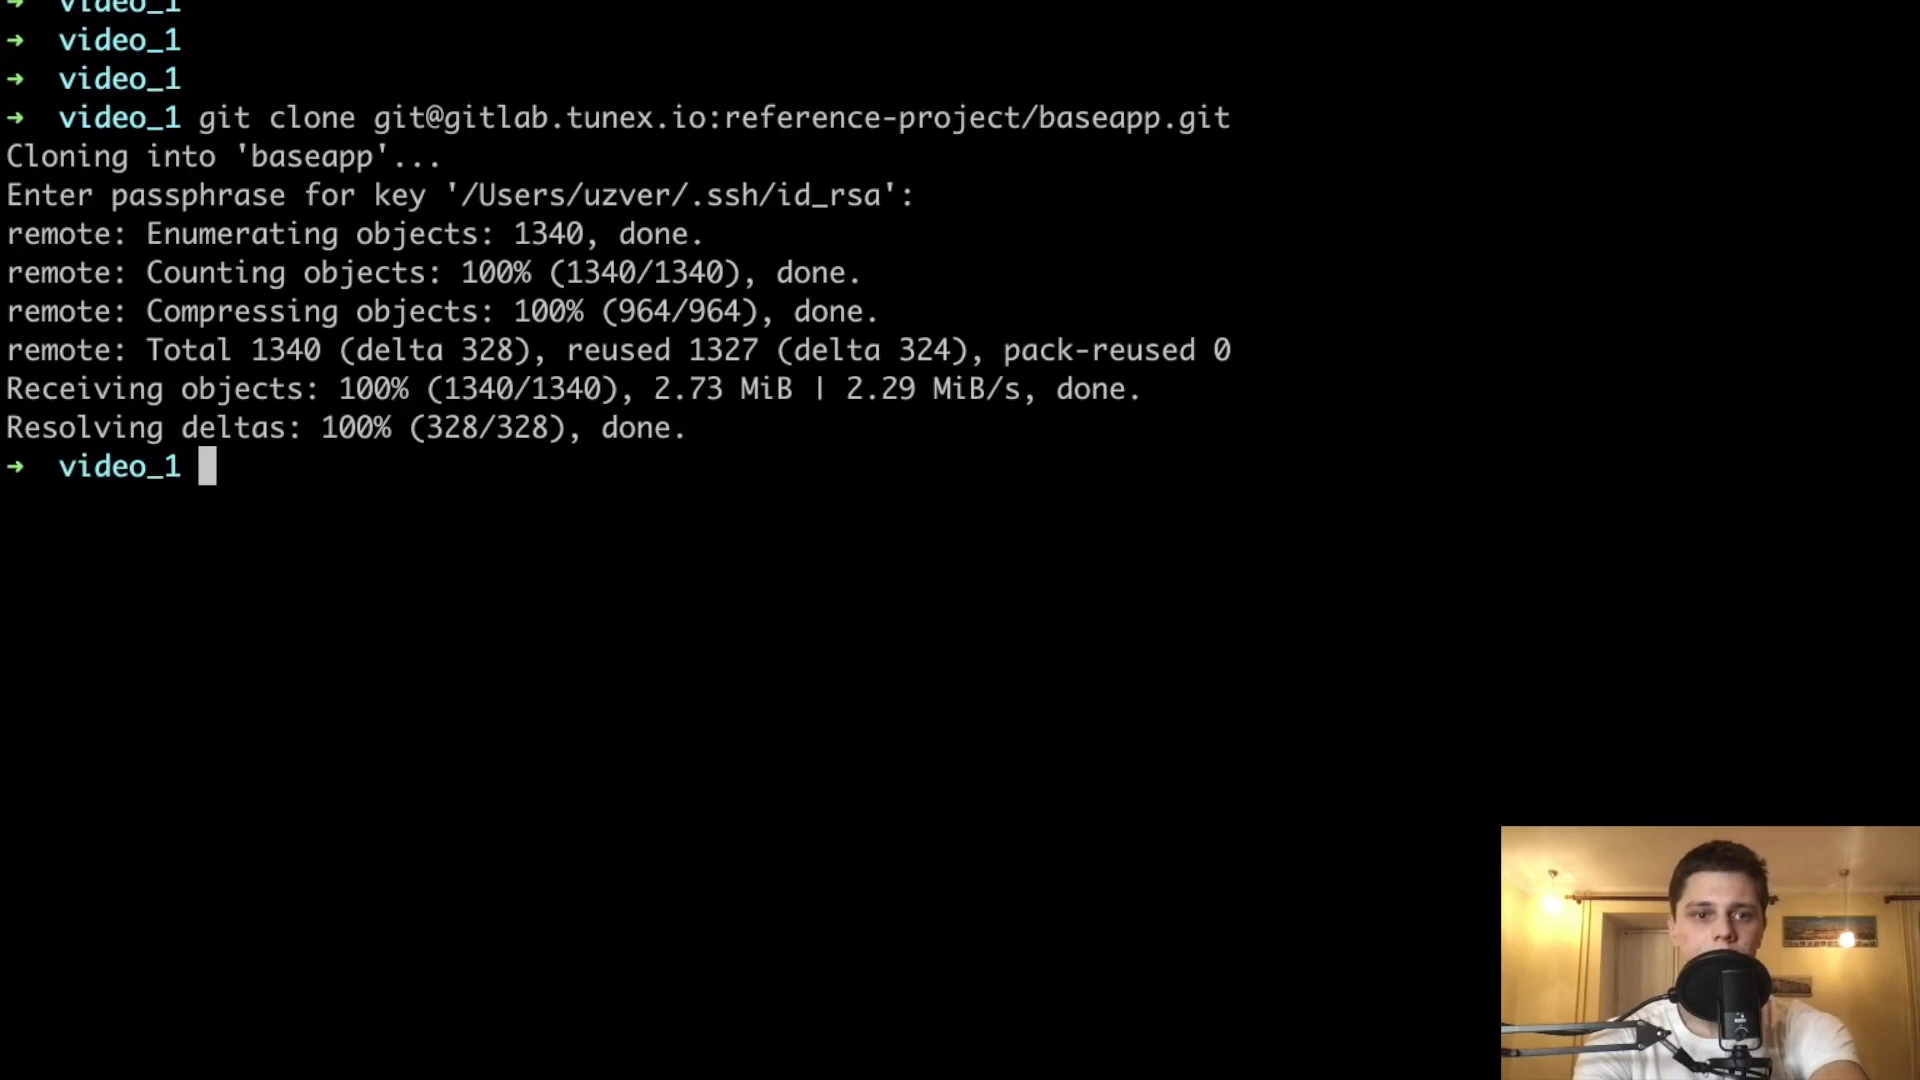 ➜ video_1
➜ video_1
➜ video_1
➜ video_1 git clone git@gitlab.tunex.io:reference-project/baseapp.git
Cloning into 'baseapp'...
Enter passphrase for key '/Users/uzver/.ssh/id_rsa':
remote: Enumerating objects: 1340, done.
remote: Counting objects: 100% (1340/1340), done.
remote: Compressing objects: 100% (964/964), done.
remote: Total 1340 (delta 328), reused 1327 (delta 324), pack-reused 0
Receiving objects: 100% (1340/1340), 2.73 MiB | 2.29 MiB/s, done.
Resolving deltas: 100% (328/328), done.
➜ video_1